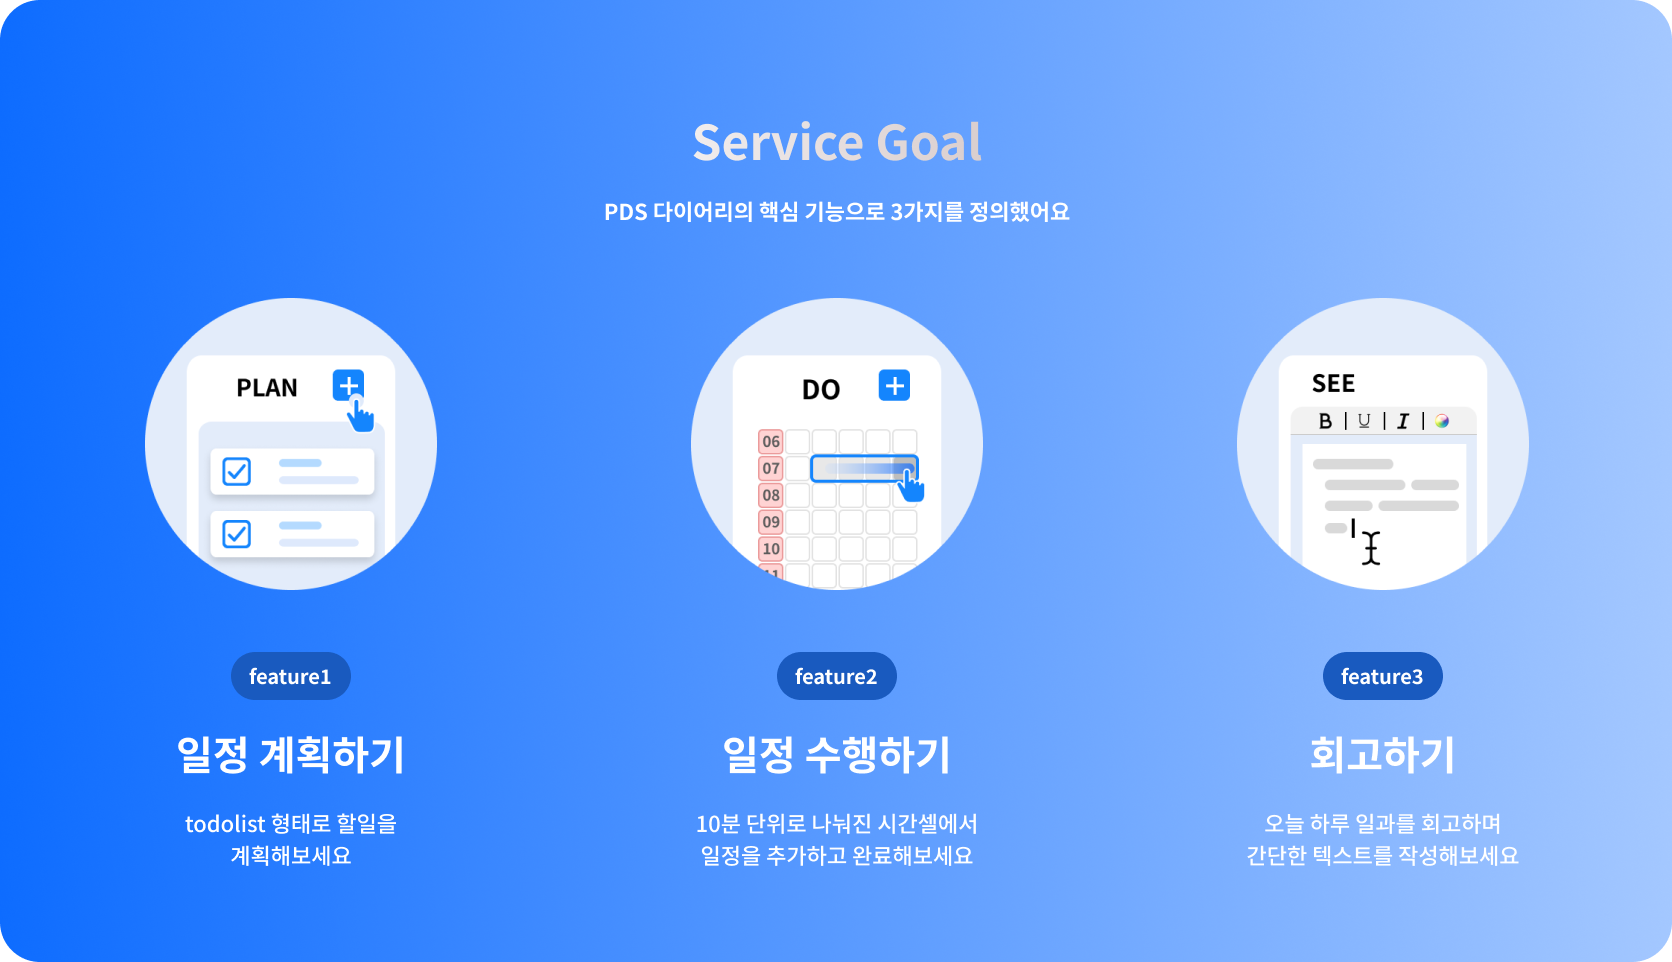 Service Goal
PDS 다이어리의 핵심 기능으로 3가지를 정의했어요
PLAN
DO
06
07
08
09
10
11
SEE
B | U | I |
feature1
일정 계획하기
todolist 형태로 할일을
계획해보세요
feature2
일정 수행하기
10분 단위로 나눠진 시간셀에서
일정을 추가하고 완료해보세요
feature3
회고하기
오늘 하루 일과를 회고하며
간단한 텍스트를 작성해보세요